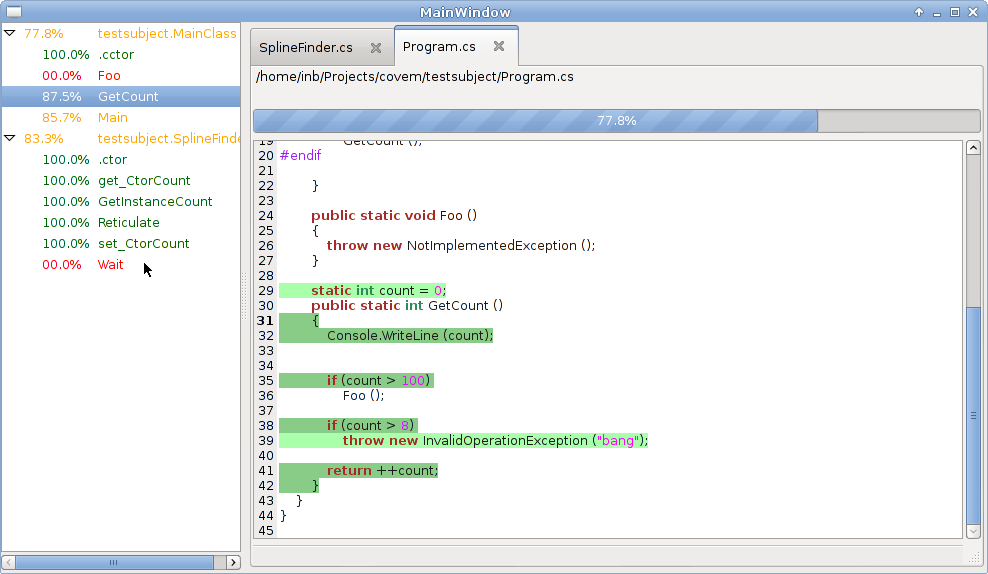 MainWindow
77.8% testsubject.MainClass
100.0% .cctor
00.0% Foo
87.5% GetCount
85.7% Main
83.3% testsubject.SplineFinde
100.0% .ctor
100.0% get_CtorCount
100.0% GetInstanceCount
100.0% Reticulate
100.0% set_CtorCount
00.0% Wait
SplineFinder.cs
Program.cs
/home/inb/Projects/covem/testsubject/Program.cs
77.8%
19 GetCount ();
20 #endif
21
22 }
23
24 public static void Foo ()
25 {
26 throw new NotImplementedException ();
27 }
28
29 static int count = 0;
30 public static int GetCount ()
31 {
32 Console.WriteLine (count);
33
34
35 if (count > 100)
36 Foo ();
37
38 if (count > 8)
39 throw new InvalidOperationException ("bang");
40
41 return ++count;
42 }
43 }
44 }
45